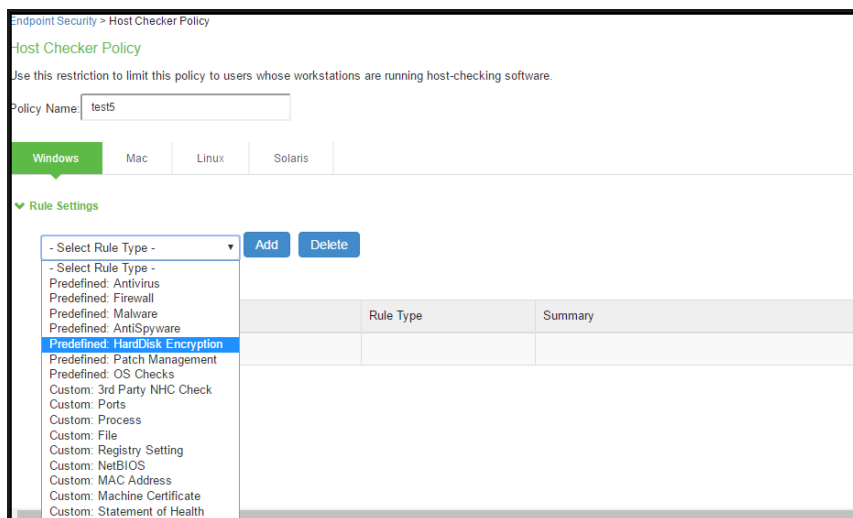 Endpoint Security > Host Checker Policy
Host Checker Policy
Use this restriction to limit this policy to users whose workstations are running host-checking software.
Policy Name: test5
Windows Mac Linux Solaris
Rule Settings
- Select Rule Type - Add Delete
- Select Rule Type -
Predefined: Antivirus
Predefined: Firewall
Predefined: Malware
Predefined: AntiSpyware
Predefined: HardDisk Encryption
Predefined: Patch Management
Predefined: OS Checks
Custom: 3rd Party NHC Check
Custom: Ports
Custom: Process
Custom: File
Custom: Registry Setting
Custom: NetBIOS
Custom: MAC Address
Custom: Machine Certificate
Custom: Statement of Health
Rule Type Summary